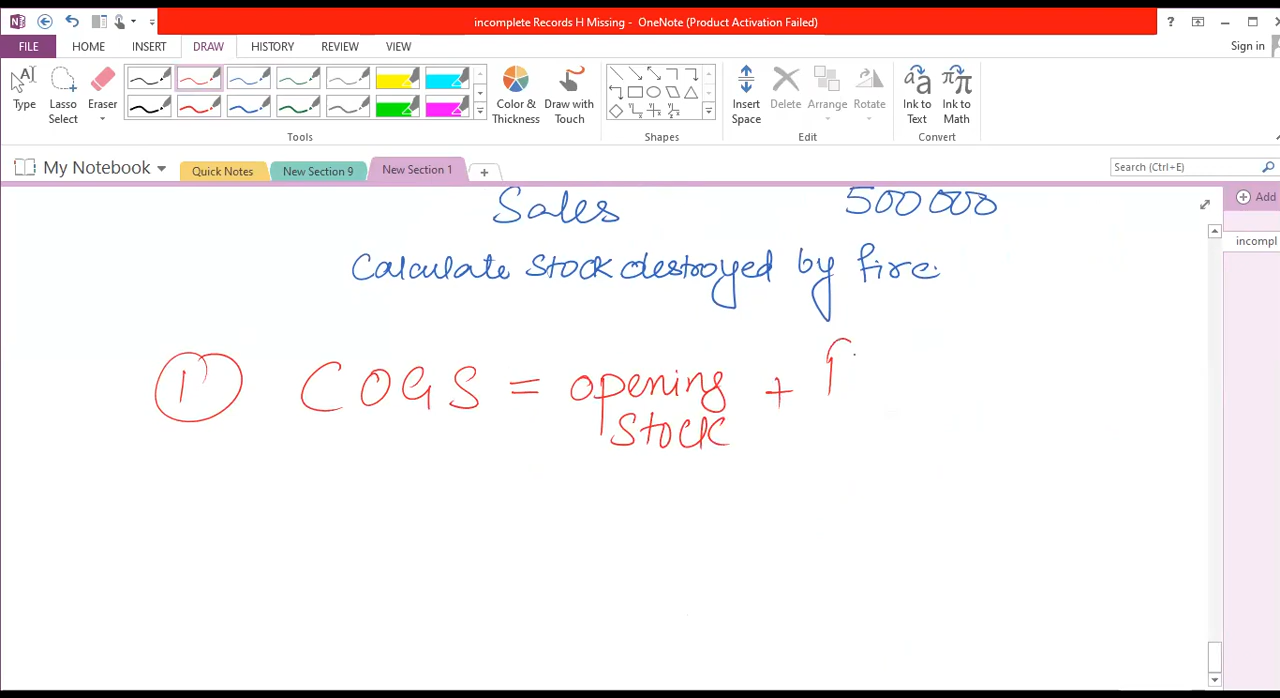 incomplete Records H Missing - OneNote (Product Activation Failed)
?
Sign in
FILE HOME INSERT DRAW HISTORY REVIEW VIEW
Type
Lasso Select
Eraser
Color & Thickness
Draw with Touch
Insert Space
Delete
Arrange
Rotate
Ink to Text
Ink to Math
Tools Shapes Edit Convert
My Notebook Quick Notes New Section 9 New Section 1
Search (Ctrl+E)
Add
incompl
Sales 500000
Calculate Stock destroyed by fire.
1 COGS = opening +
Stock